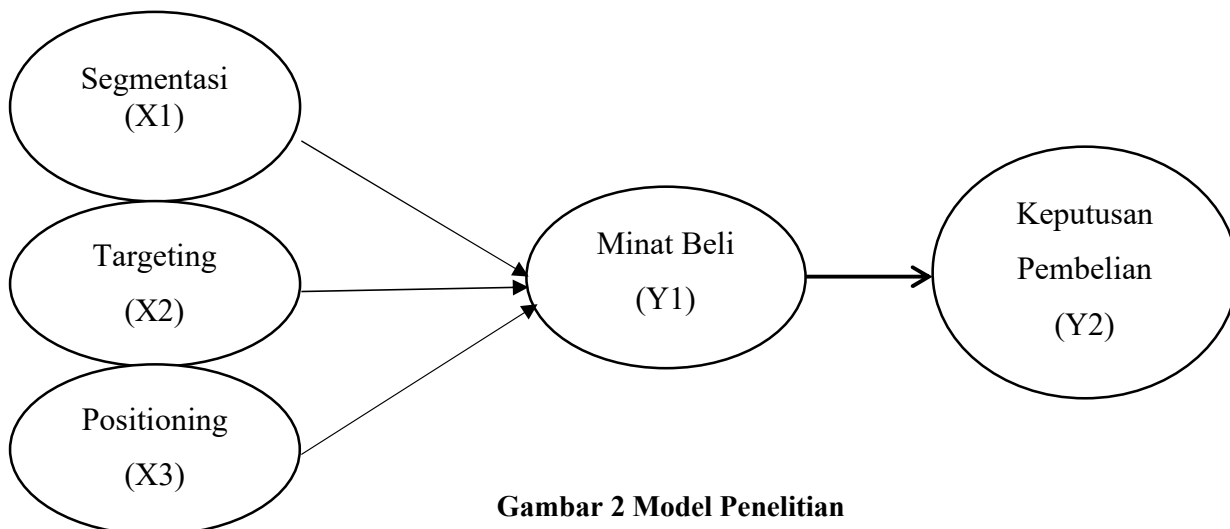 Segmentasi
(X1)
Targeting
(X2)
Positioning
(X3)
Minat Beli
(Y1)
Keputusan
Pembelian
(Y2)
Gambar 2 Model Penelitian